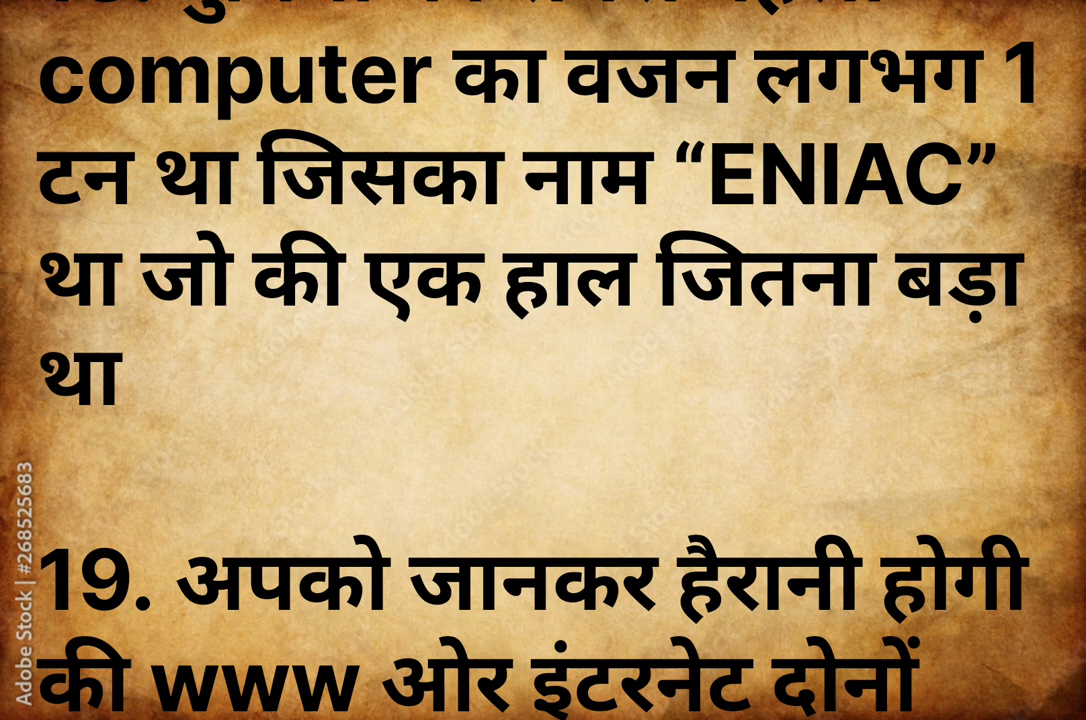 computer का वजन लगभग 1
टन था जिसका नाम “ENIAC”
था जो की एक हाल जितना बड़ा
था
19. अपको जानकर हैरानी होगी
की www ओर इंटरनेट दोनों
Adobe Stock | #268525683